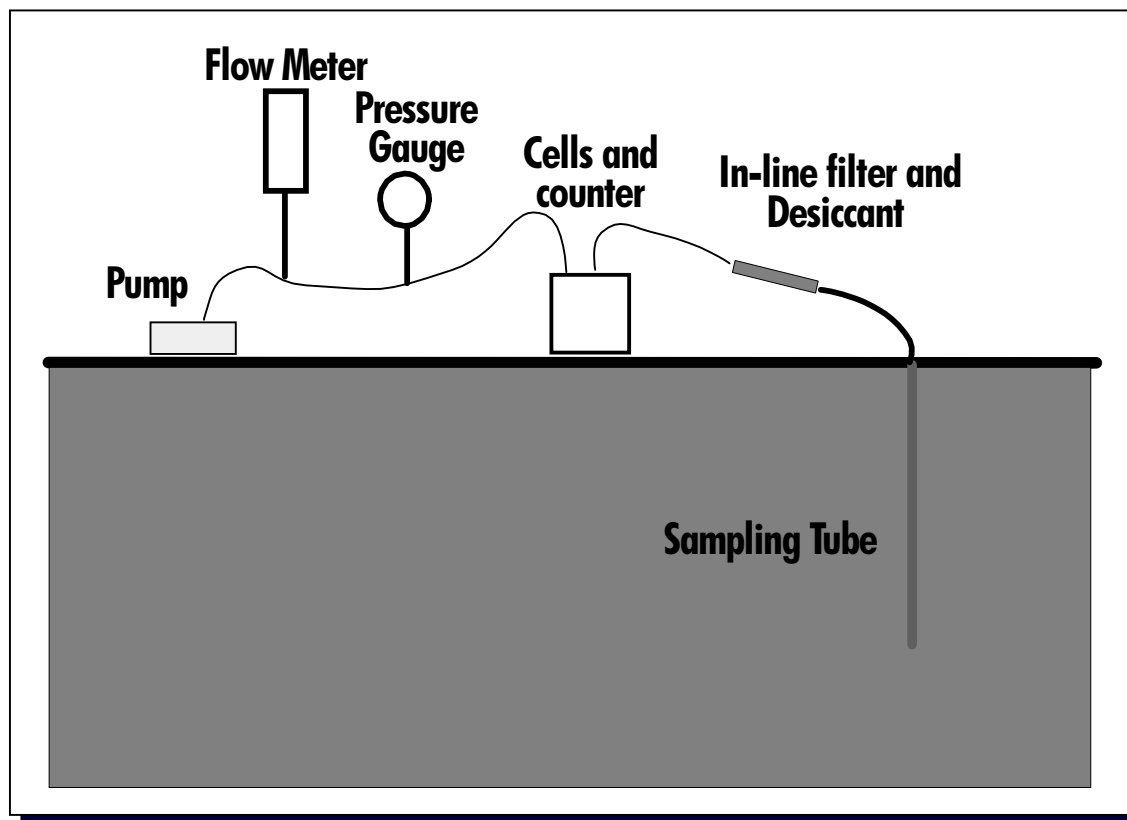 Flow Meter
Pressure
Gauge
Cells and
counter
In-line filter and
Desiccant
Pump
Sampling Tube